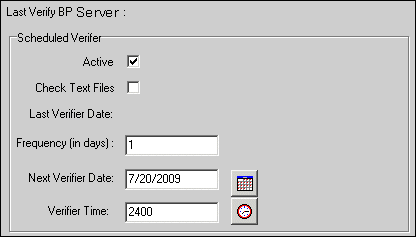 Last Verify BP Server :
Scheduled Verifer
Active
Check Text Files
Last Verifier Date:
Frequency (in days) : 1
Next Verifier Date: 7/20/2009
Verifier Time: 2400